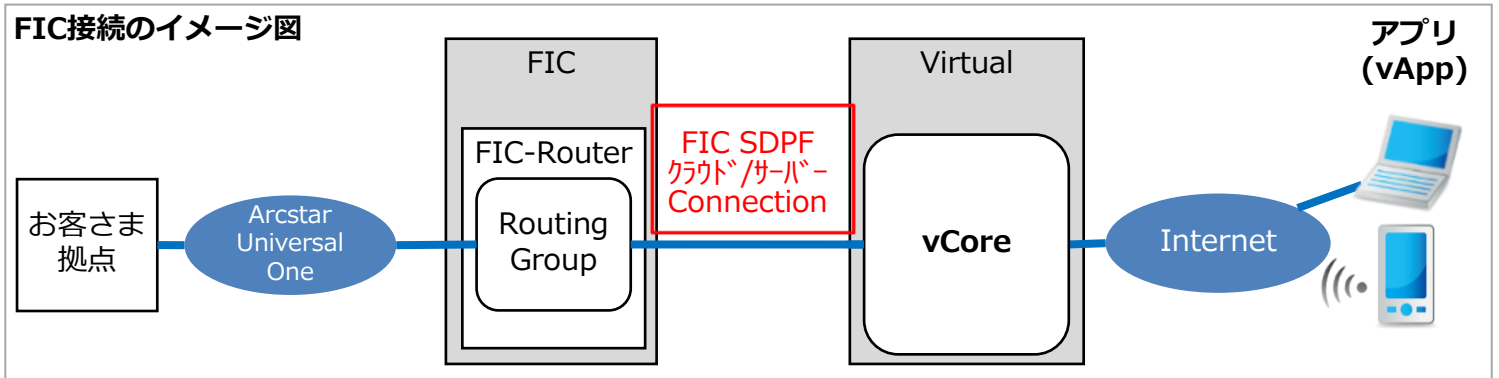 FIC接続のイメージ図
アプリ
(vApp)
FIC
Virtual
FIC-Router
FIC SDPF
ｸﾗｳﾄﾞ/ｻｰﾊﾞｰ
Connection
お客さま
拠点
Arcstar
Universal
One
Routing
Group
vCore
Internet